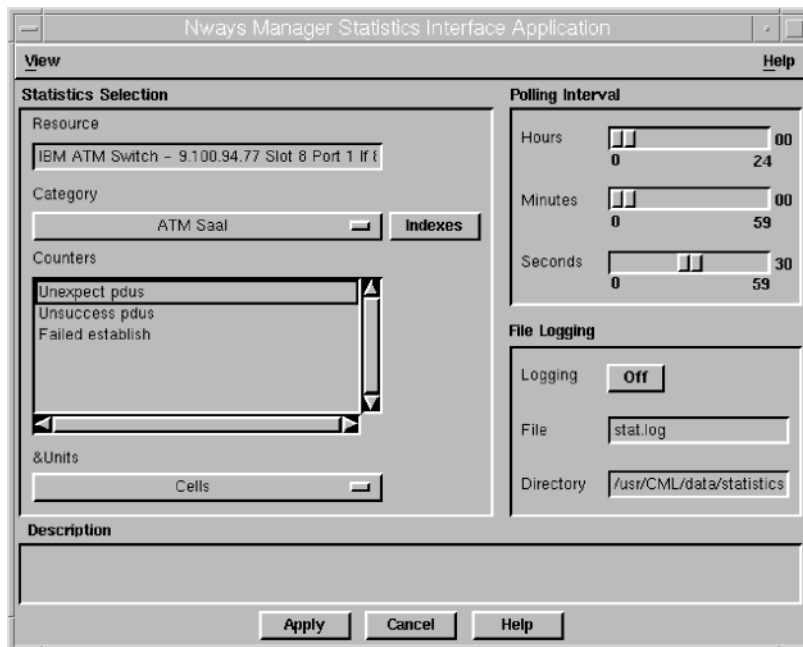 Nways Manager Statistics Interface Application
View Help
Statistics Selection
Resource
IBM ATM Switch – 9.100.94.77 Slot 8 Port 1 If
Category
ATM Saal Indexes
Counters
Unexpect pdus
Unsuccess pdus
Failed establish
&Units
Cells
Polling Interval
Hours 00
0 24
Minutes 00
0 59
Seconds 30
0 59
File Logging
Logging Off
File stat.log
Directory /usr/CML/data/statistics
Description
Apply Cancel Help